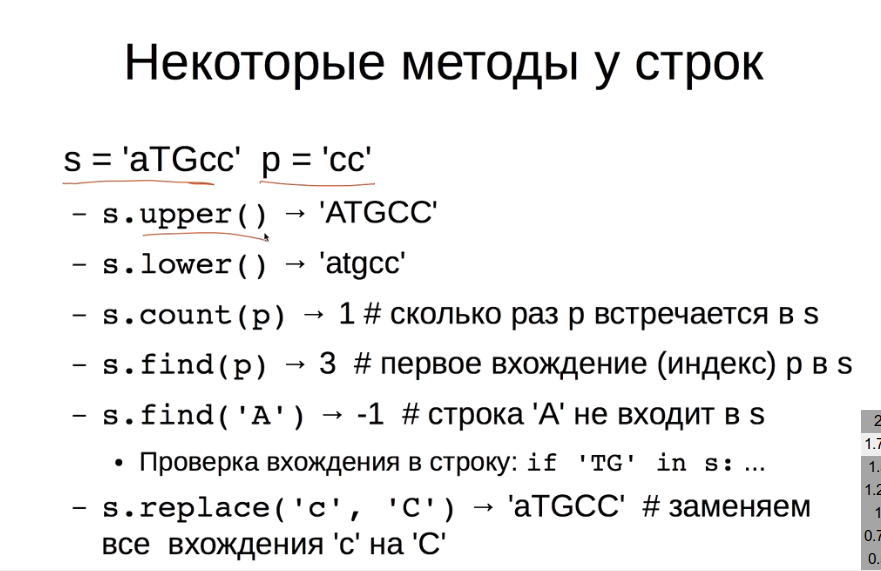 Некоторые методы у строк
s = 'aTGcc' p = 'cc'
– s.upper() → 'ATGCC'
– s.lower() → 'atgcc'
– s.count(p) → 1 # сколько раз p встречается в s
– s.find(p) → 3 # первое вхождение (индекс) p в s
– s.find('A') → -1 # строка 'A' не входит в s
• Проверка вхождения в строку: if 'TG' in s: ...
– s.replace('c', 'C') → 'aTGCC' # заменяем
все вхождения 'c' на 'C'
2
1.7
1.
1.2
1
0.7
0.